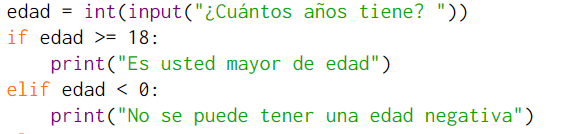 edad = int(input("¿Cuántos años tiene? "))
if edad >= 18:
    print("Es usted mayor de edad")
elif edad < 0:
    print("No se puede tener una edad negativa")